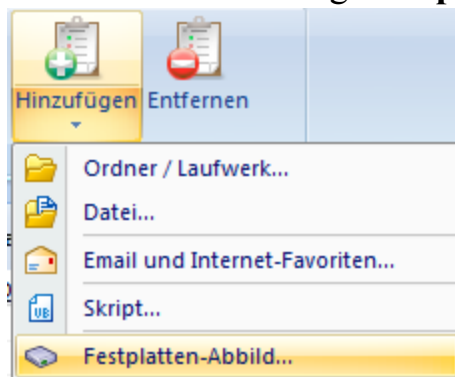 Hinzufügen Entfernen
Ordner / Laufwerk...
Datei...
Email und Internet-Favoriten...
Skript...
Festplatten-Abbild...